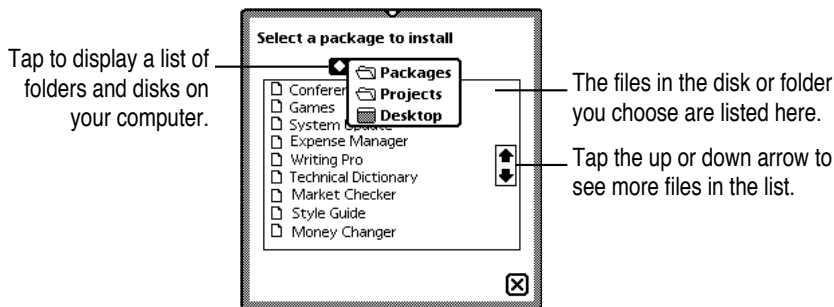 Select a package to install
Tap to display a list of
folders and disks on
your computer.
Packages
Projects
Desktop
Games
System
Expense Manager
Writing Pro
Technical Dictionary
Market Checker
Style Guide
Money Changer
The files in the disk or folder
you choose are listed here.
Tap the up or down arrow to
see more files in the list.